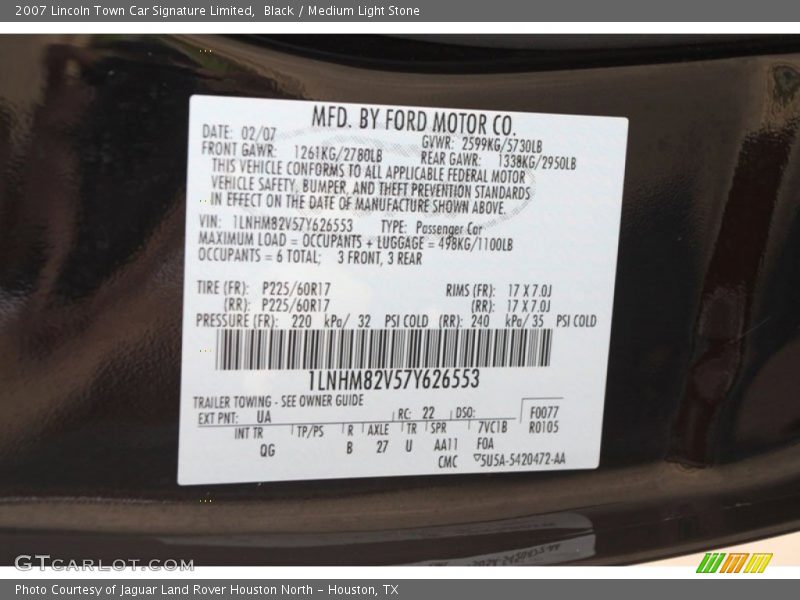 2007 Lincoln Town Car Signature Limited,  Black / Medium Light Stone
MFD. BY FORD MOTOR CO.
DATE: 02/07 GVWR: 2599KG/5730LB
FRONT GAWR: 1261KG/2780LB REAR GAWR: 1338KG/2950LB
THIS VEHICLE CONFORMS TO ALL APPLICABLE FEDERAL MOTOR
VEHICLE SAFETY, BUMPER, AND THEFT PREVENTION STANDARDS
IN EFFECT ON THE DATE OF MANUFACTURE SHOWN ABOVE.
VIN: 1LNHM82V57Y626553 TYPE: Passenger Car
MAXIMUM LOAD = OCCUPANTS + LUGGAGE = 498KG/1100LB
OCCUPANTS = 6 TOTAL; 3 FRONT, 3 REAR
TIRE (FR): P225/60R17 RIMS (FR): 17 X 7.0J
(RR): P225/60R17 (RR): 17 X 7.0J
PRESSURE (FR): 220 kPa/ 32 PSI COLD (RR): 240 kPa/ 35 PSI COLD
1LNHM82V57Y626553
TRAILER TOWING - SEE OWNER GUIDE
EXT PNT: UA RC: 22 DSO: F0077
INT TR TP/PS R AXLE TR SPR 7VC1B R0105
QG B 27 U AA11 F0A
CMC 5U5A-5420472-AA
GTCARLOT.COM
Photo Courtesy of Jaguar Land Rover Houston North - Houston, TX